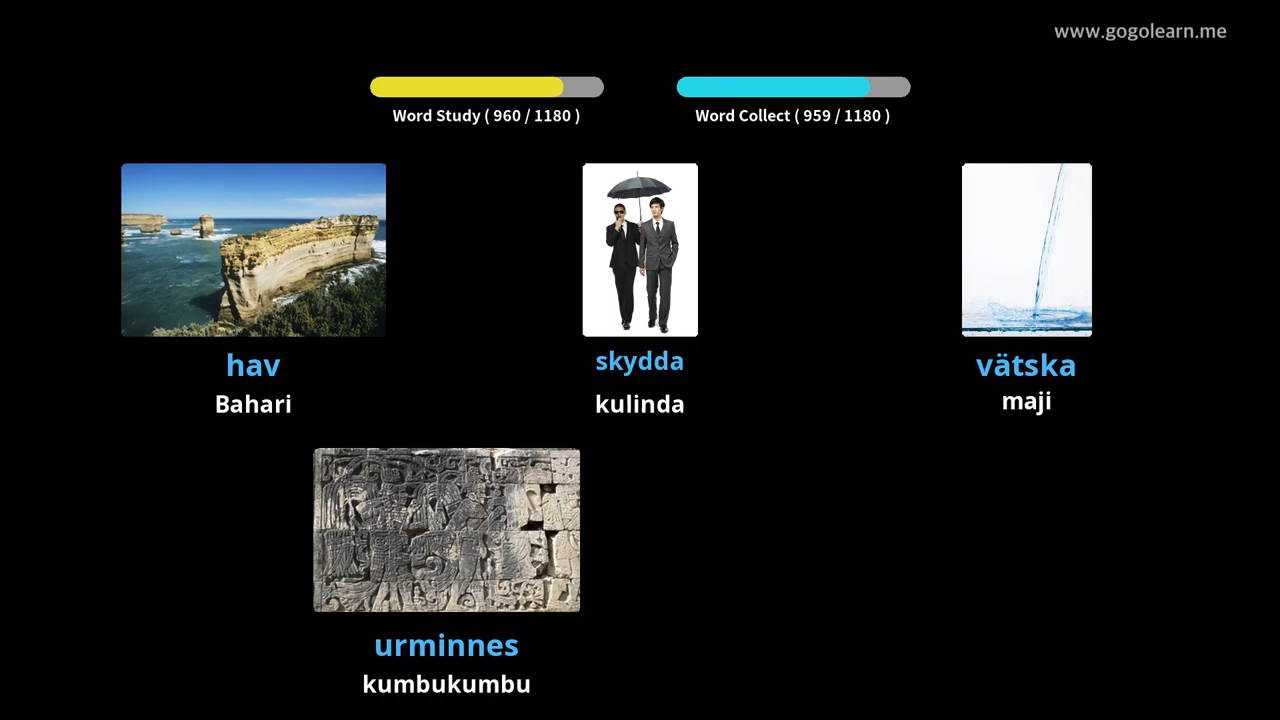 www.gogolearn.me
Word Study ( 960 / 1180 )
Word Collect ( 959 / 1180 )
hav
Bahari
skydda
kulinda
vätska
maji
urminnes
kumbukumbu